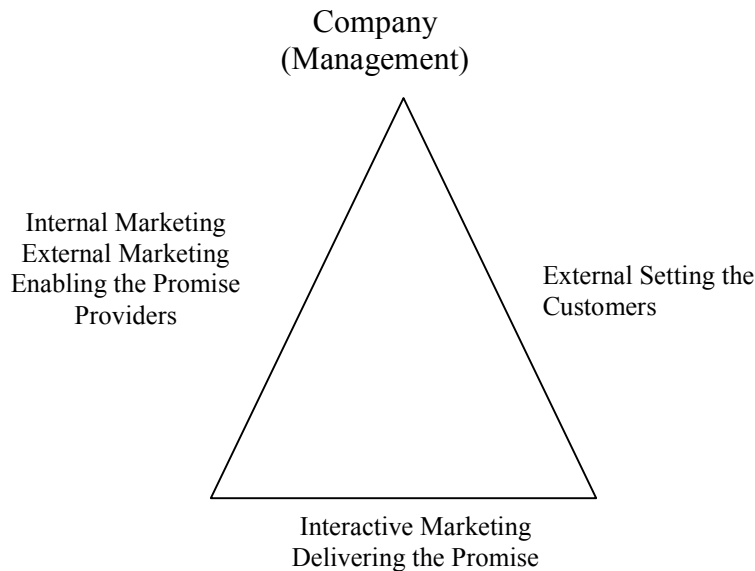 Company
(Management)
Internal Marketing
External Marketing
Enabling the Promise
Providers
External Setting the
Customers
Interactive Marketing
Delivering the Promise